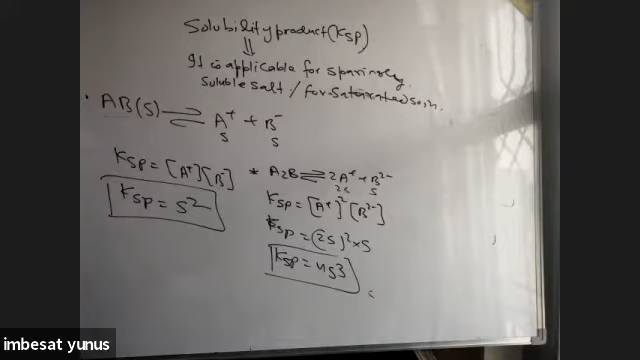 Solubility product (Ksp)
⇓
It is applicable for sparingly
soluble salt / for saturated soln.
AB(s) ⇌ A⁺ + B⁻
s s
Ksp = [A⁺][B⁻]
Ksp = s²
* A₂B ⇌ 2A⁺ + B²⁻
2s s
Ksp = [A⁺]² [B²⁻]
Ksp = (2s)² × s
Ksp = 4s3
imbesat yunus